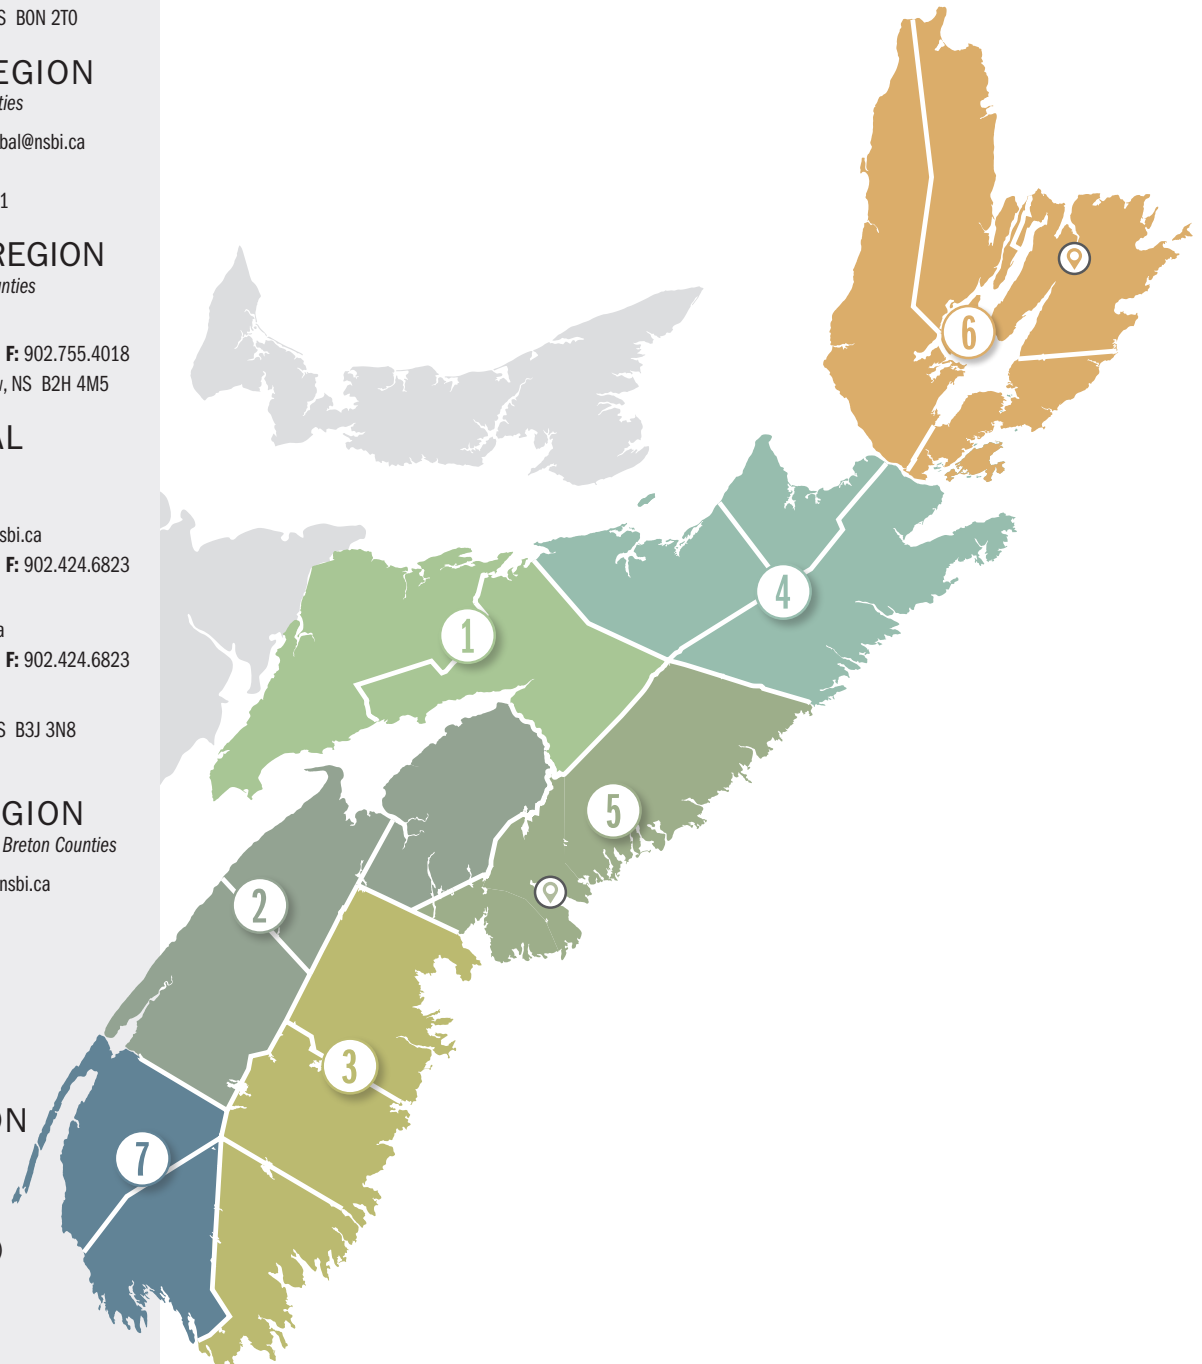 S B0N 2T0
EGION
ties
bal@nsbi.ca
1
REGION
unties
F: 902.755.4018
, NS B2H 4M5
AL
sbi.ca
F: 902.424.6823
a
F: 902.424.6823
S B3J 3N8
GION
Breton Counties
nsbi.ca
ON
6
4
1
5
2
3
7